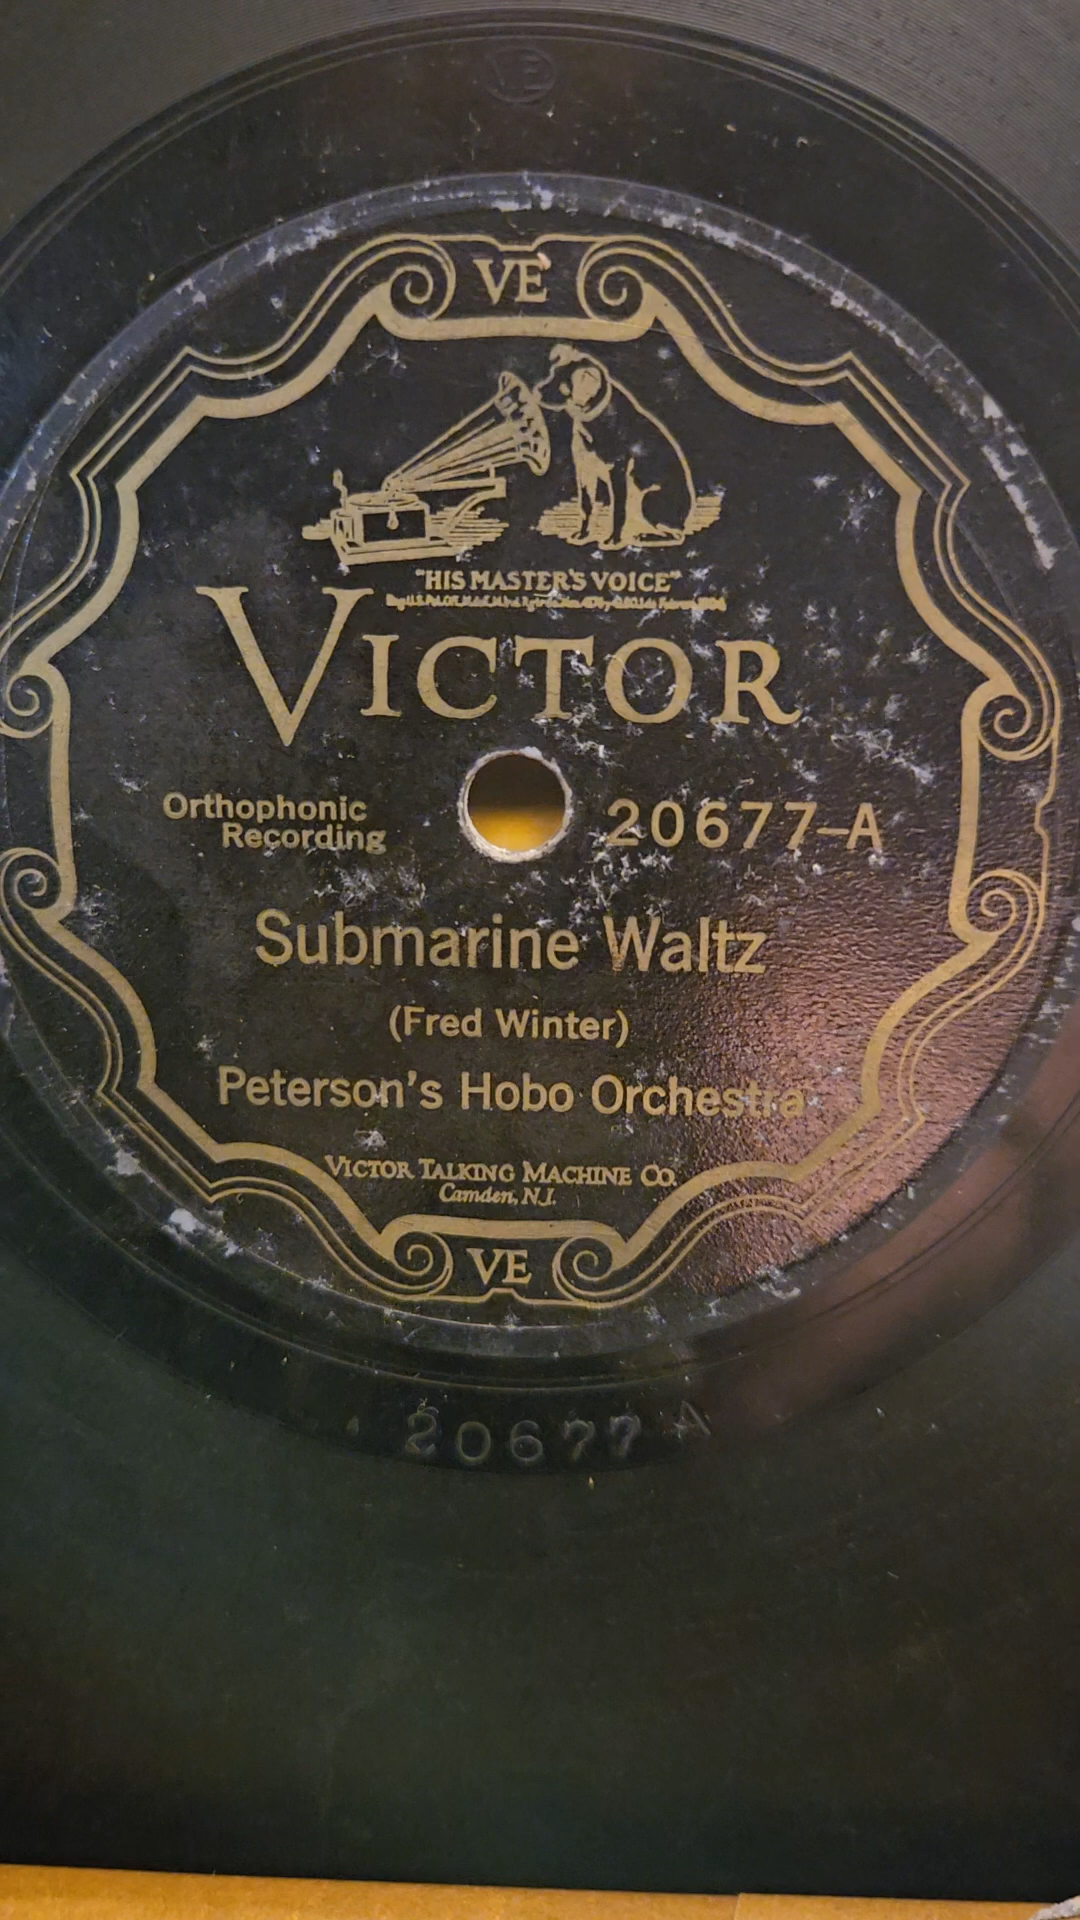 VE
VE
"HIS MASTER'S VOICE"
VICTOR
Orthophonic
Recording
20677-A
Submarine Waltz
(Fred Winter)
Peterson's Hobo Orchestra
VICTOR TALKING MACHINE CO.
Camden, N.J.
VE
20677 A